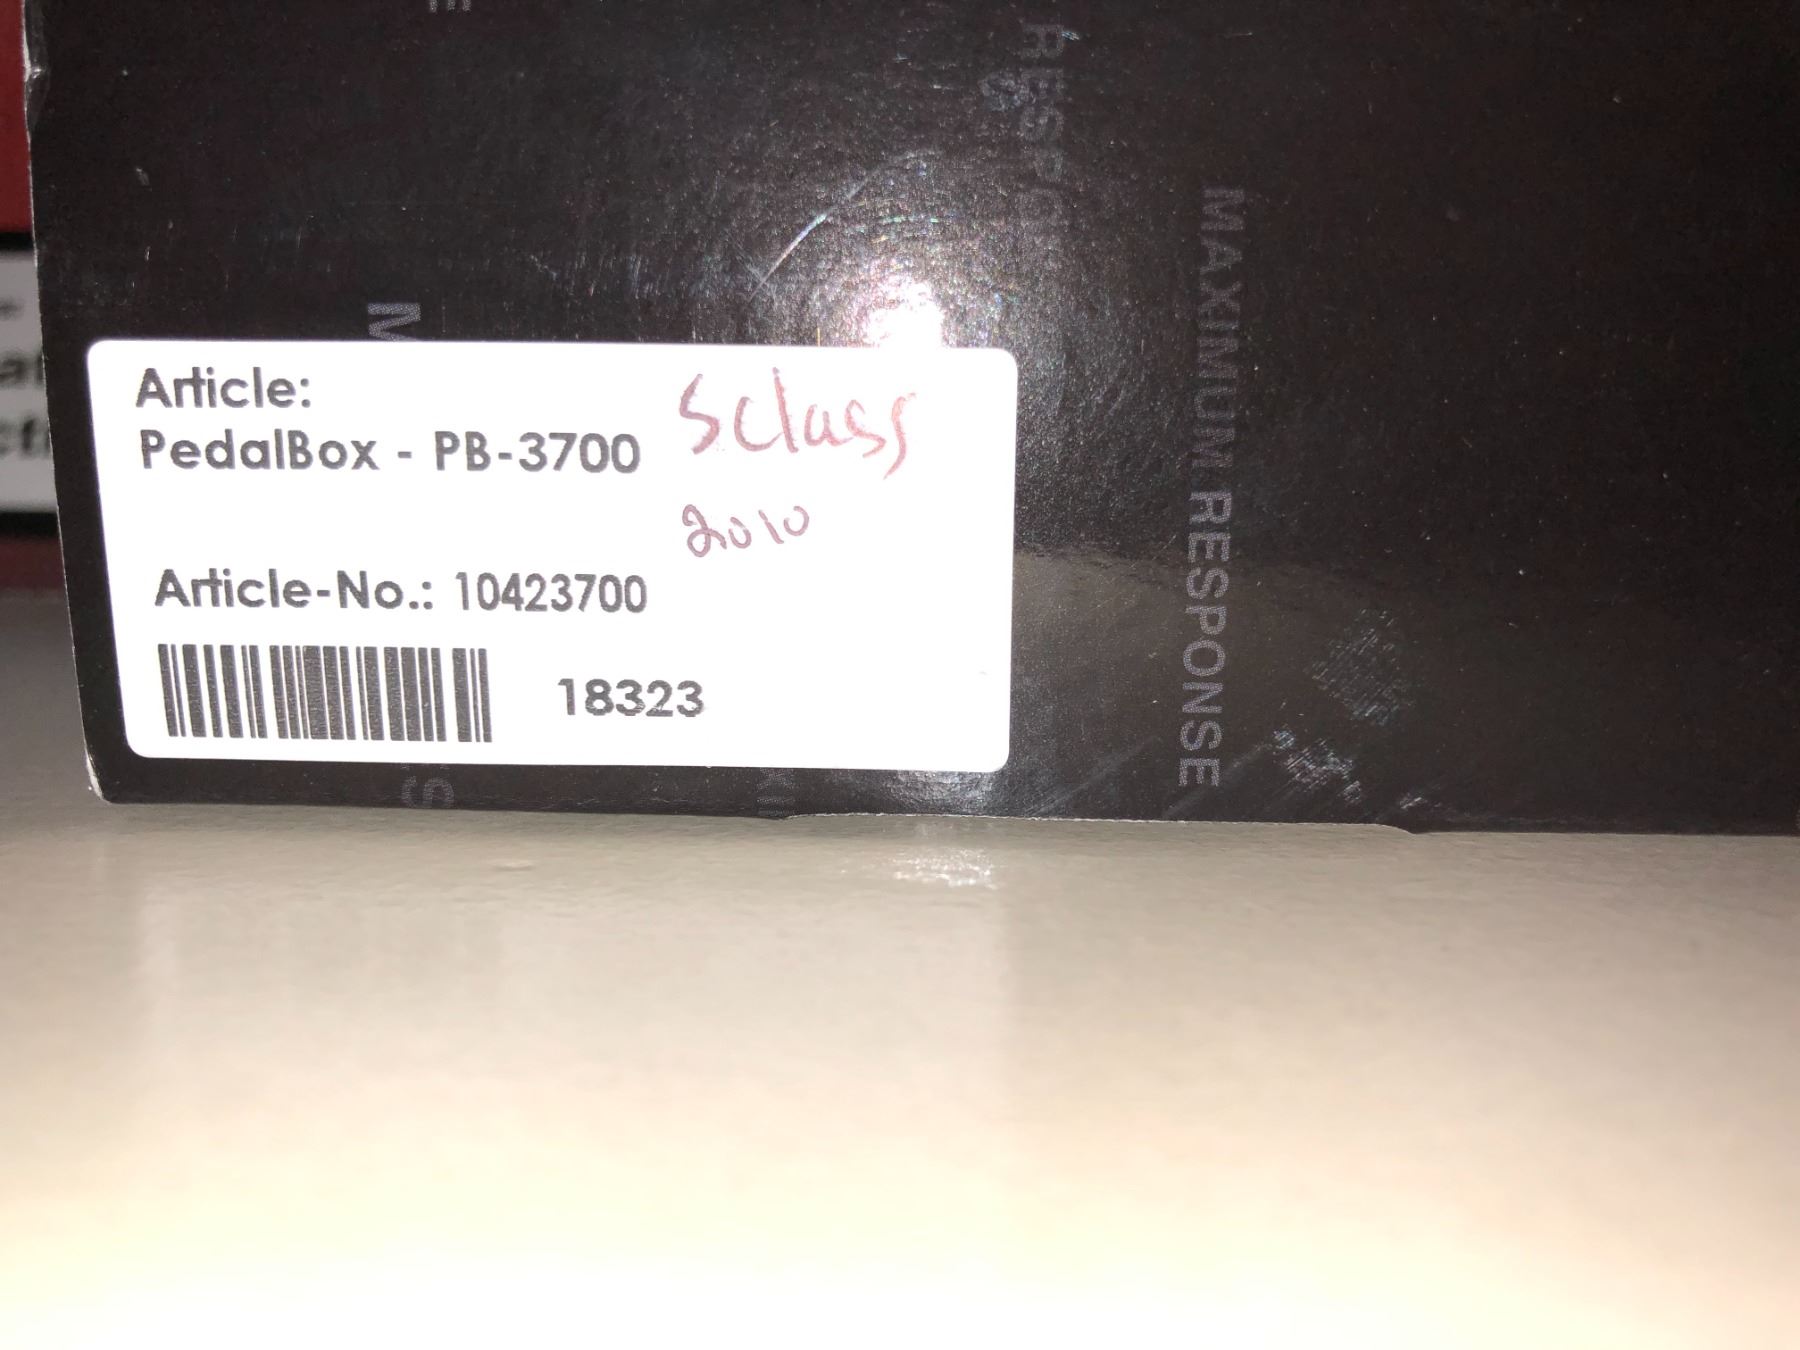 Article:
PedalBox - PB-3700
Sclass
2010
Article-No.: 10423700
18323
MAXIMUM RESPONSE
M
S